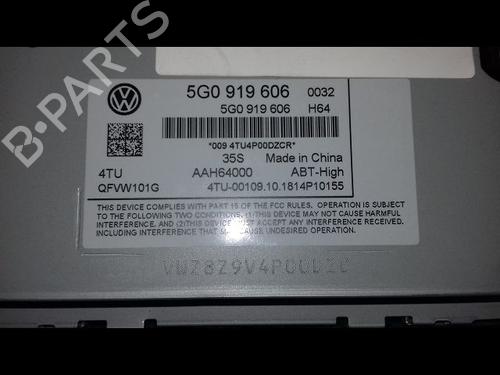 5G0 919 606 0032
5G0 919 606 H64
*009 4TU4P00DZCR*
35S Made in China
4TU AAH64000 ABT-High
QFVW101G 4TU-00109.10.1814P10155
THIS DEVICE COMPLIES WITH PART 15 OF THE FCC RULES. OPERATION IS SUBJECT
TO THE FOLLOWING TWO CONDITIONS. (1)THIS DEVICE MAY NOT CAUSE HARMFUL
INTERFERENCE, AND (2)THIS DEVICE MUST ACCEPT ANY INTERFERENCE RECEIVED,
INCLUDING INTERFERENCE THAT MAY CAUSE UNDESIRED OPERATION.
VWZ8Z9V4P00DZC
B-PARTS